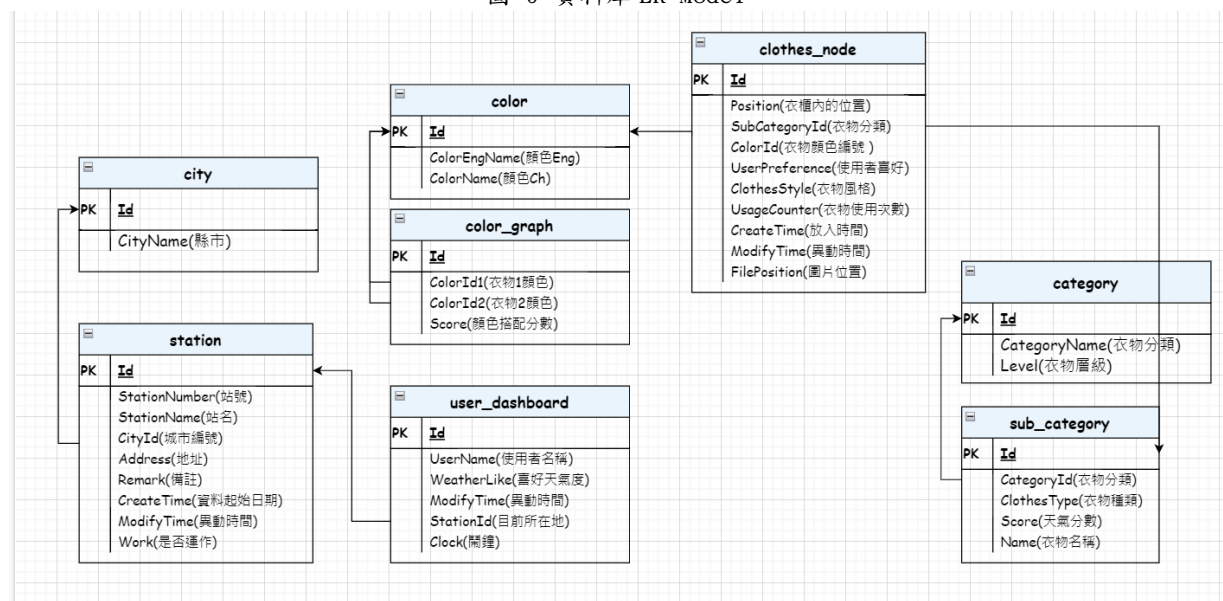 city
PK Id
CityName(縣市)
station
PK Id
StationNumber(站號)
StationName(站名)
CityId(城市編號)
Address(地址)
Remark(備註)
CreateTime(資料起始日期)
ModifyTime(異動時間)
Work(是否運作)
color
PK Id
ColorEngName(顏色Eng)
ColorName(顏色Ch)
color_graph
PK Id
ColorId1(衣物1顏色)
ColorId2(衣物2顏色)
Score(顏色搭配分數)
user_dashboard
PK Id
UserName(使用者名稱)
WeatherLike(喜好天氣度)
ModifyTime(異動時間)
StationId(目前所在地)
Clock(鬧鐘)
clothes_node
PK Id
Position(衣櫃內的位置)
SubCategoryId(衣物分類)
ColorId(衣物顏色編號 )
UserPreference(使用者喜好)
ClothesStyle(衣物風格)
UsageCounter(衣物使用次數)
CreateTime(放入時間)
ModifyTime(異動時間)
FilePosition(圖片位置)
category
PK Id
CategoryName(衣物分類)
Level(衣物層級)
sub_category
PK Id
CategoryId(衣物分類)
ClothesType(衣物種類)
Score(天氣分數)
Name(衣物名稱)